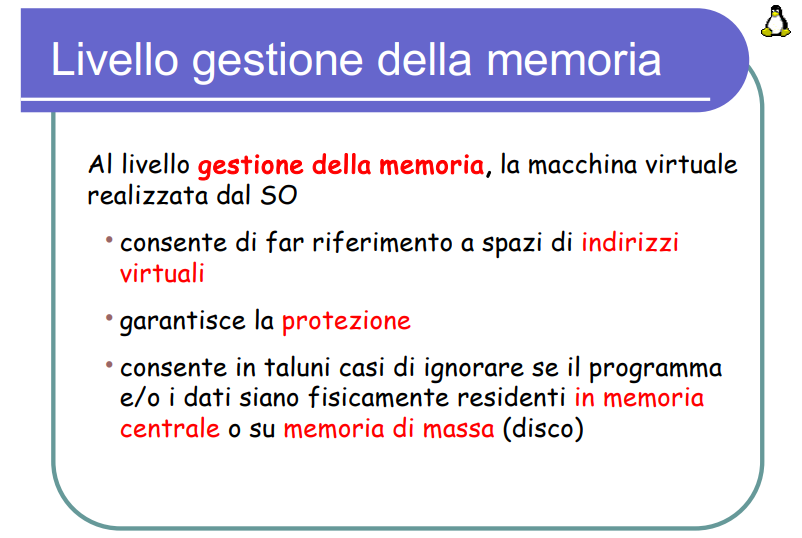 Livello gestione della memoria
Al livello gestione della memoria, la macchina virtuale
realizzata dal SO
• consente di far riferimento a spazi di indirizzi
virtuali
• garantisce la protezione
• consente in taluni casi di ignorare se il programma
e/o i dati siano fisicamente residenti in memoria
centrale o su memoria di massa (disco)